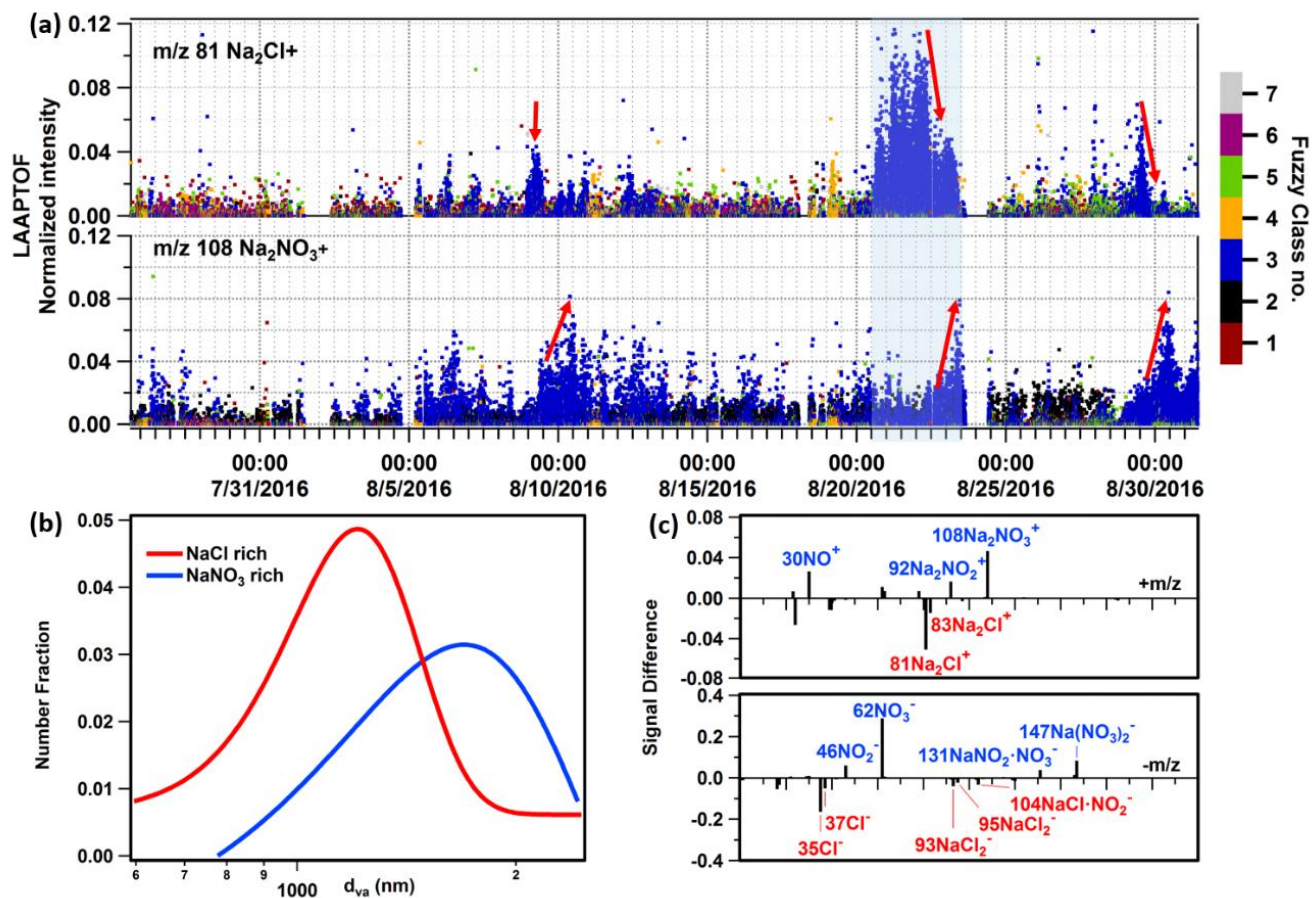 (a)
0.12
0.08
0.04
0.00
m/z 81 Na₂Cl+
0.12
0.08
0.04
0.00
m/z 108 Na₂NO₃+
LAAPTOF
Normalized intensity
00:00 00:00 00:00 00:00 00:00 00:00 00:00
7/31/2016 8/5/2016 8/10/2016 8/15/2016 8/20/2016 8/25/2016 8/30/2016
7
6
5
4
3
2
1
Fuzzy Class no.
(b)
0.05
0.04
0.03
0.02
0.01
0.00
Number Fraction
NaCl rich
NaNO₃ rich
6 7 8 9 1000 2
dva (nm)
(c)
0.08
0.04
0.00
-0.04
-0.08
30NO⁺
92Na₂NO₂⁺
108Na₂NO₃⁺
+m/z
83Na₂Cl⁺
81Na₂Cl⁺
Signal Difference
0.4
0.2
0.0
-0.2
-0.4
62NO₃⁻
46NO₂⁻
131NaNO₂·NO₃⁻
147Na(NO₃)₂⁻
-m/z
37Cl⁻
35Cl⁻
104NaCl·NO₂⁻
95NaCl₂⁻
93NaCl₂⁻